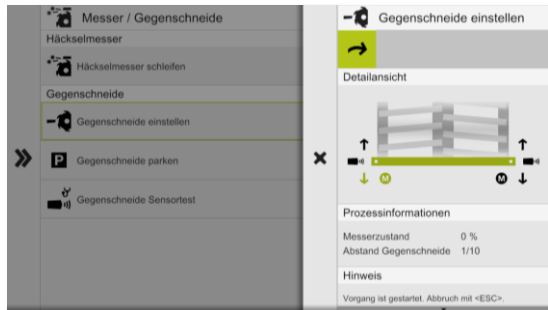 Messer / Gegenschneide
Häckselmesser
Häckselmesser schleifen
Gegenschneide
Gegenschneide einstellen
P Gegenschneide parken
Gegenschneide Sensortest
Gegenschneide einstellen
Detailansicht
M M
Prozessinformationen
Messerzustand 0 %
Abstand Gegenschneide 1/10
Hinweis
Vorgang ist gestartet. Abbruch mit <ESC>.